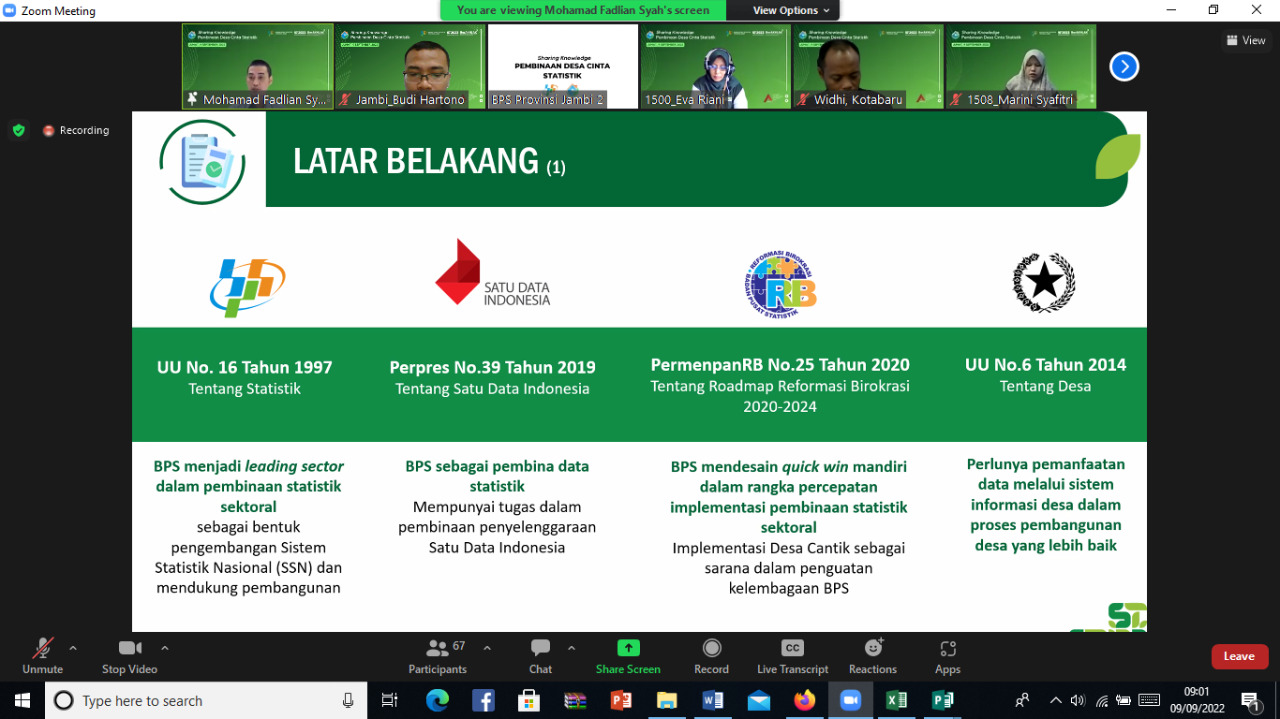 Zoom Meeting
You are viewing Mohamad Fadlian Syah's screen
View Options
View
Mohamad Fadlian Sy...
Jambi_Budi Hartono
Sharing Knowledge
PEMBINAAN DESA CINTA
STATISTIK
BPS Provinsi Jambi 2
1500_Eva Riani
Widhi, Kotabaru
1508_Marini Syafitri
Recording
LATAR BELAKANG (1)
SATU DATA
INDONESIA
REFORMASI BIROKRASI
RB
BADAN PUSAT STATISTIK
UU No. 16 Tahun 1997
Tentang Statistik
Perpres No.39 Tahun 2019
Tentang Satu Data Indonesia
PermenpanRB No.25 Tahun 2020
Tentang Roadmap Reformasi Birokrasi
2020-2024
UU No.6 Tahun 2014
Tentang Desa
BPS menjadi leading sector
dalam pembinaan statistik
sektoral
sebagai bentuk
pengembangan Sistem
Statistik Nasional (SSN) dan
mendukung pembangunan
BPS sebagai pembina data
statistik
Mempunyai tugas dalam
pembinaan penyelenggaraan
Satu Data Indonesia
BPS mendesain quick win mandiri
dalam rangka percepatan
implementasi pembinaan statistik
sektoral
Implementasi Desa Cantik sebagai
sarana dalam penguatan
kelembagaan BPS
Perlunya pemanfaatan
data melalui sistem
informasi desa dalam
proses pembangunan
desa yang lebih baik
Unmute
Stop Video
67
Participants
Chat
Share Screen
Record
CC
Live Transcript
Reactions
Apps
Leave
Type here to search
09:01
09/09/2022
1